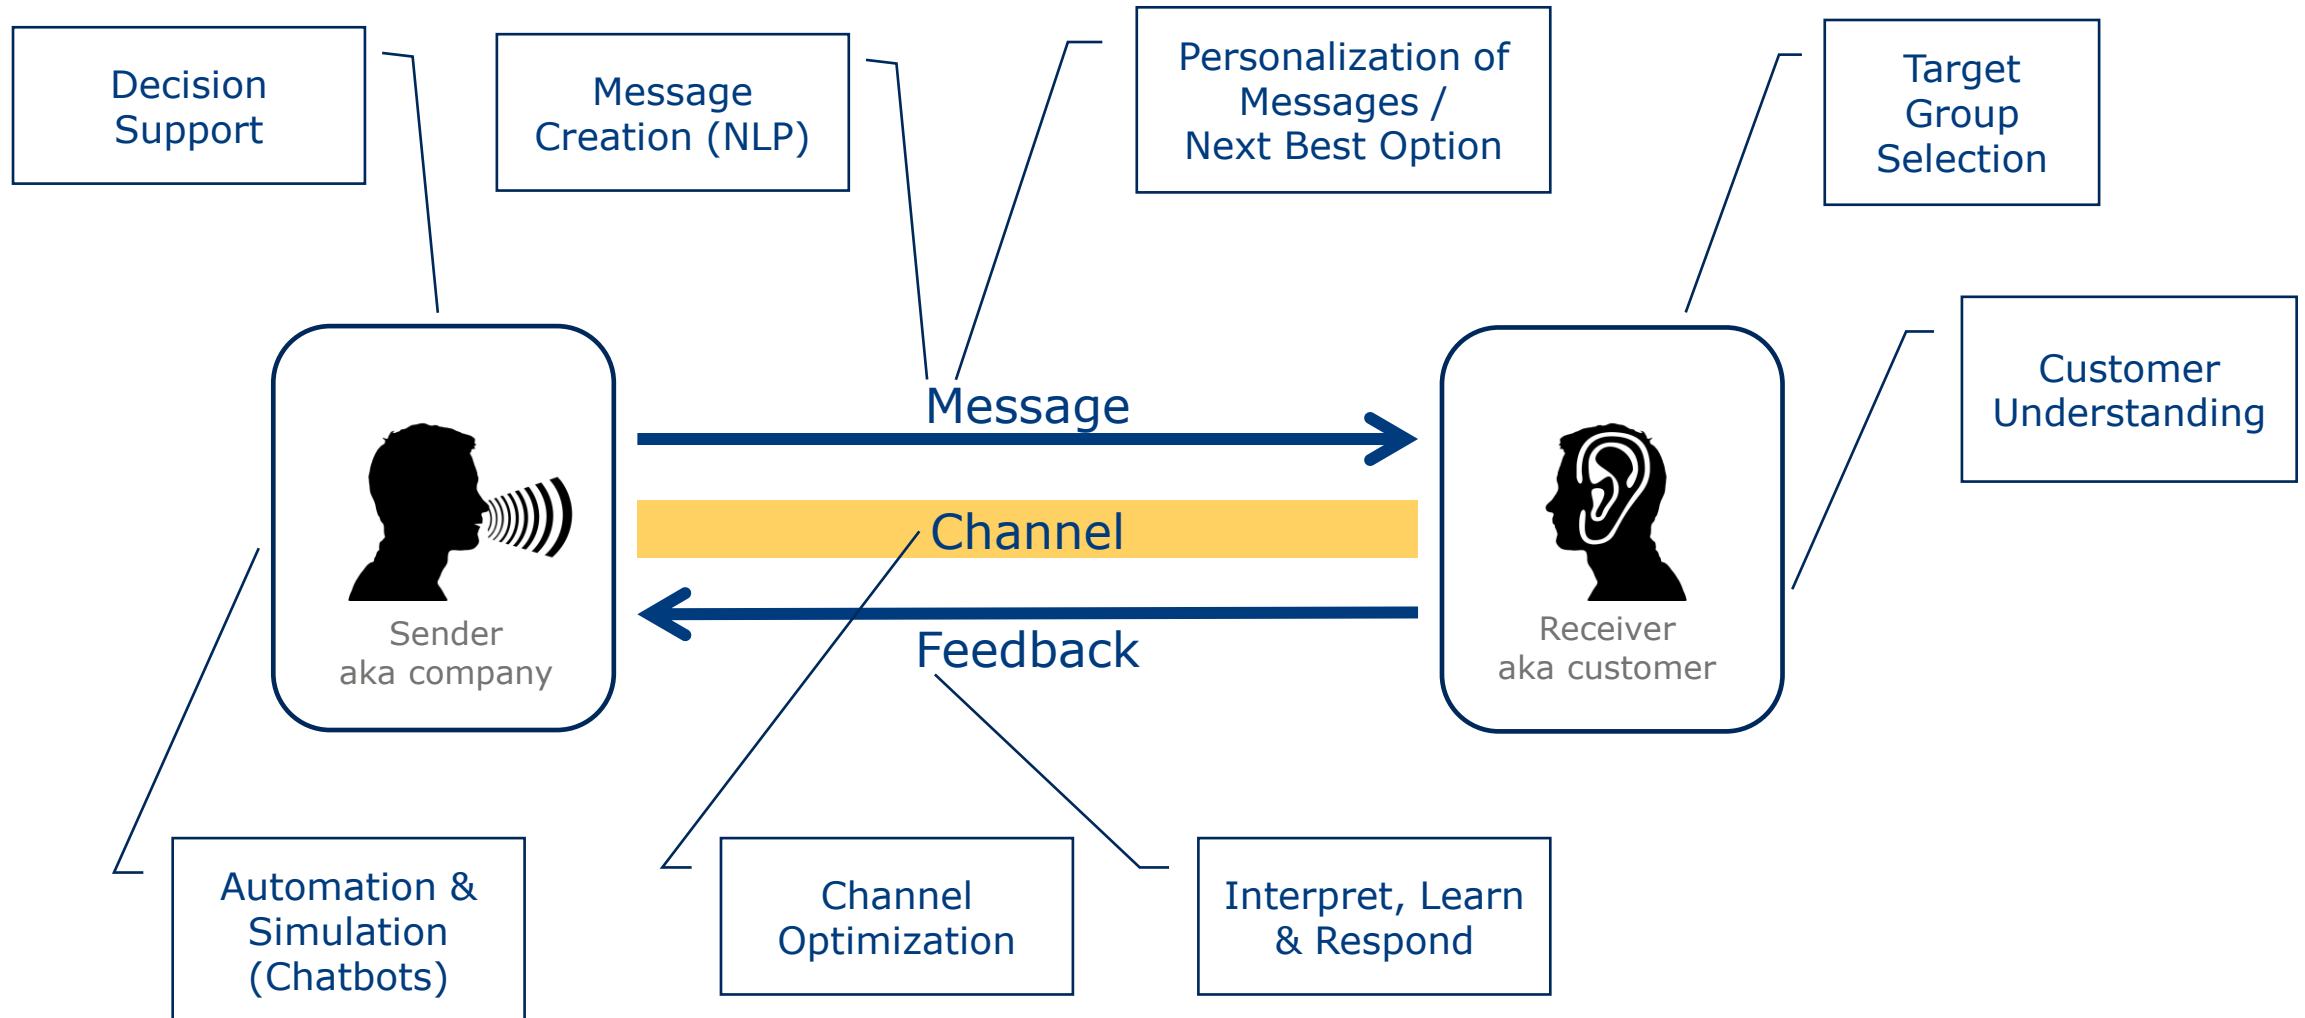 Decision
Support
Message
Creation (NLP)
Personalization of
Messages /
Next Best Option
Target
Group
Selection
Customer
Understanding
Message
Channel
Feedback
Sender
aka company
Receiver
aka customer
Automation &
Simulation
(Chatbots)
Channel
Optimization
Interpret, Learn
& Respond